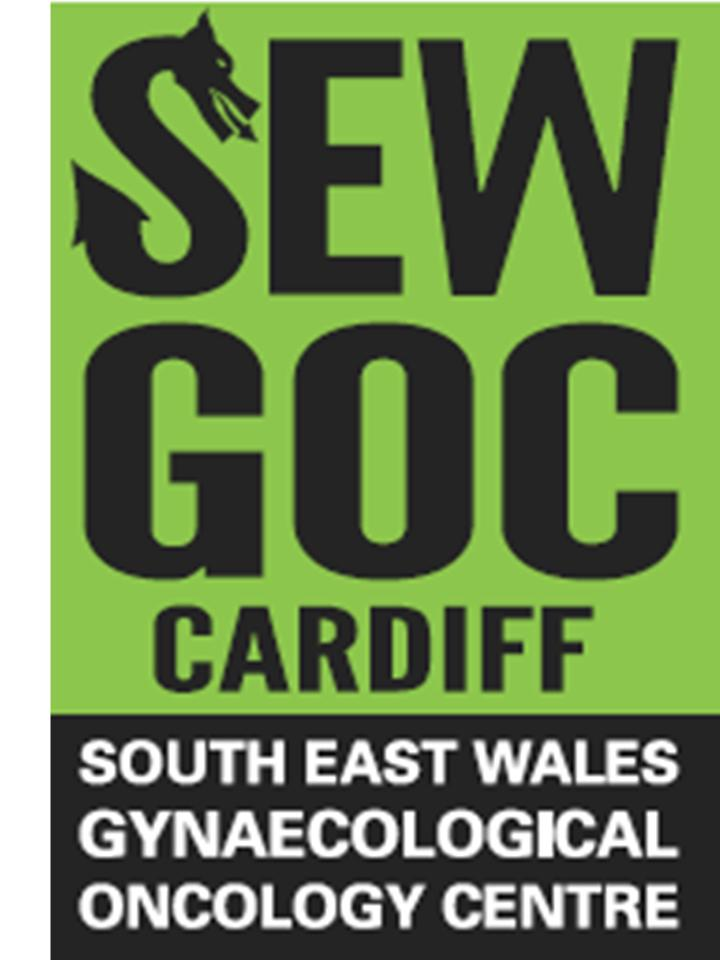 SEW
GOC
CARDIFF
SOUTH EAST WALES
GYNAECOLOGICAL
ONCOLOGY CENTRE